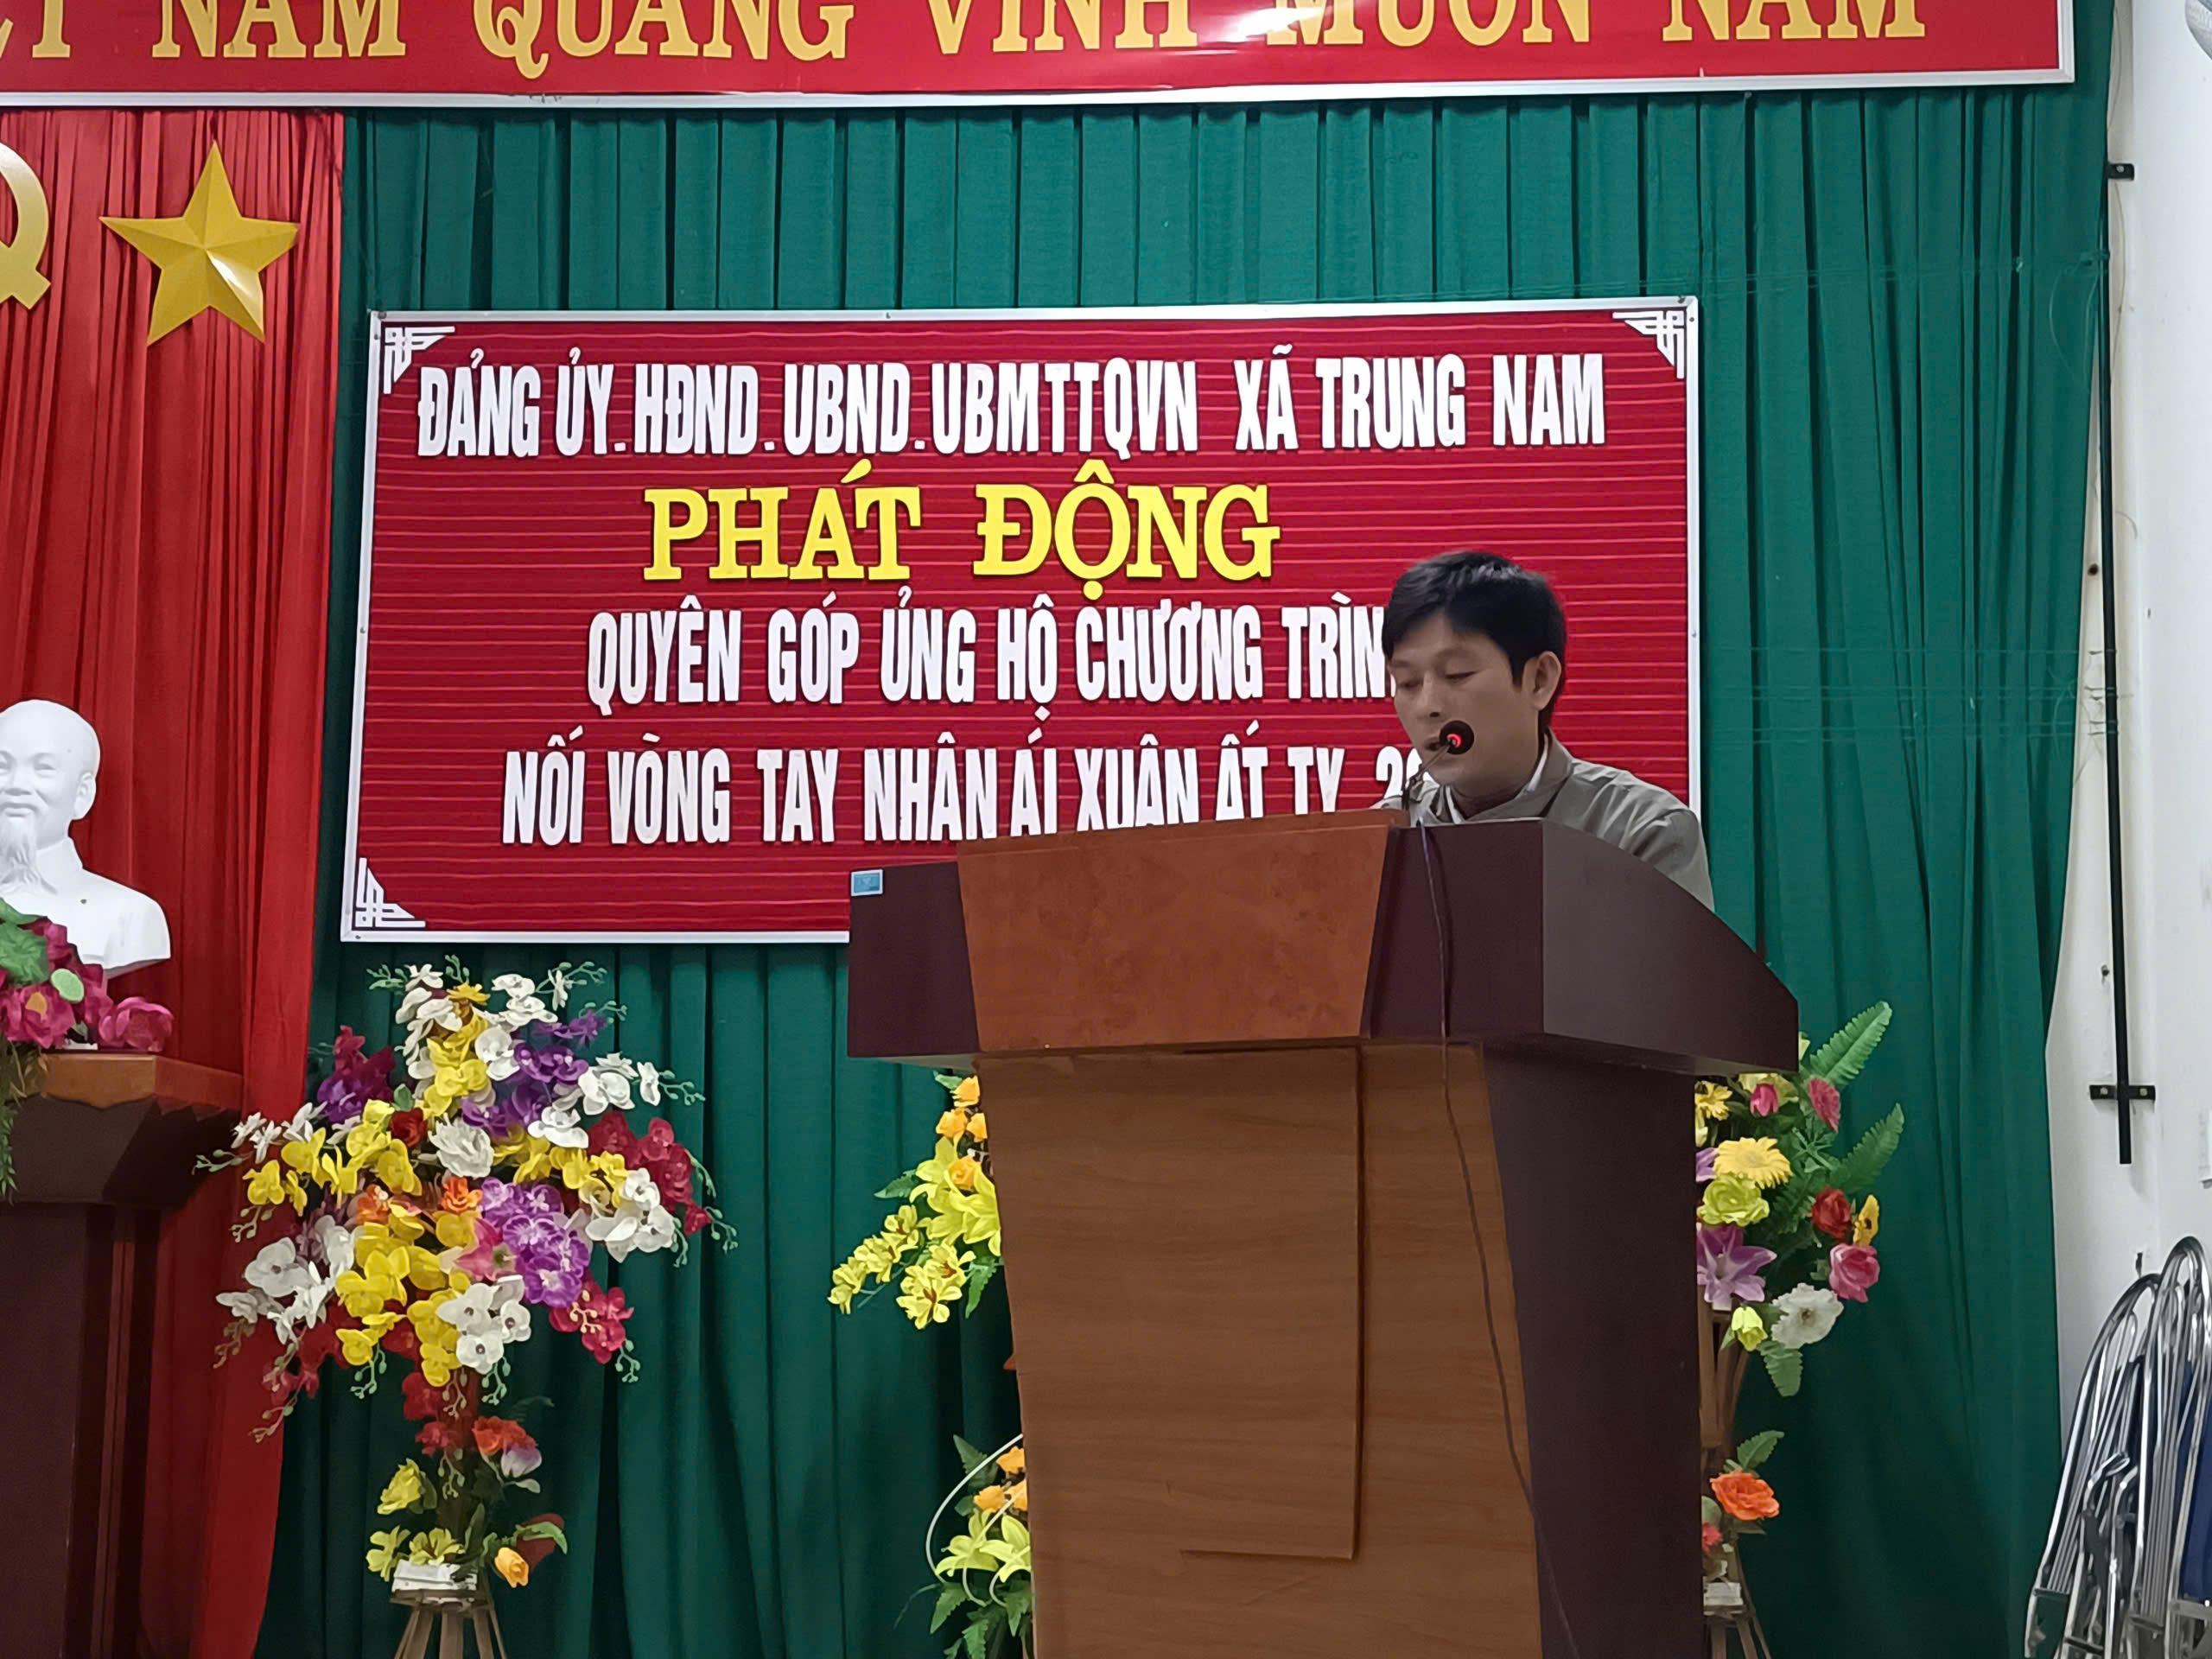 NAM QUANG VINH MUÔN NĂM
ĐẢNG ỦY.HĐND.UBND.UBMTTQVN XÃ TRUNG NAM
PHÁT ĐỘNG
QUYÊN GÓP ỦNG HỘ CHƯƠNG TRÌN
NỐI VÒNG TAY NHÂN ÁI XUÂN ẤT TY